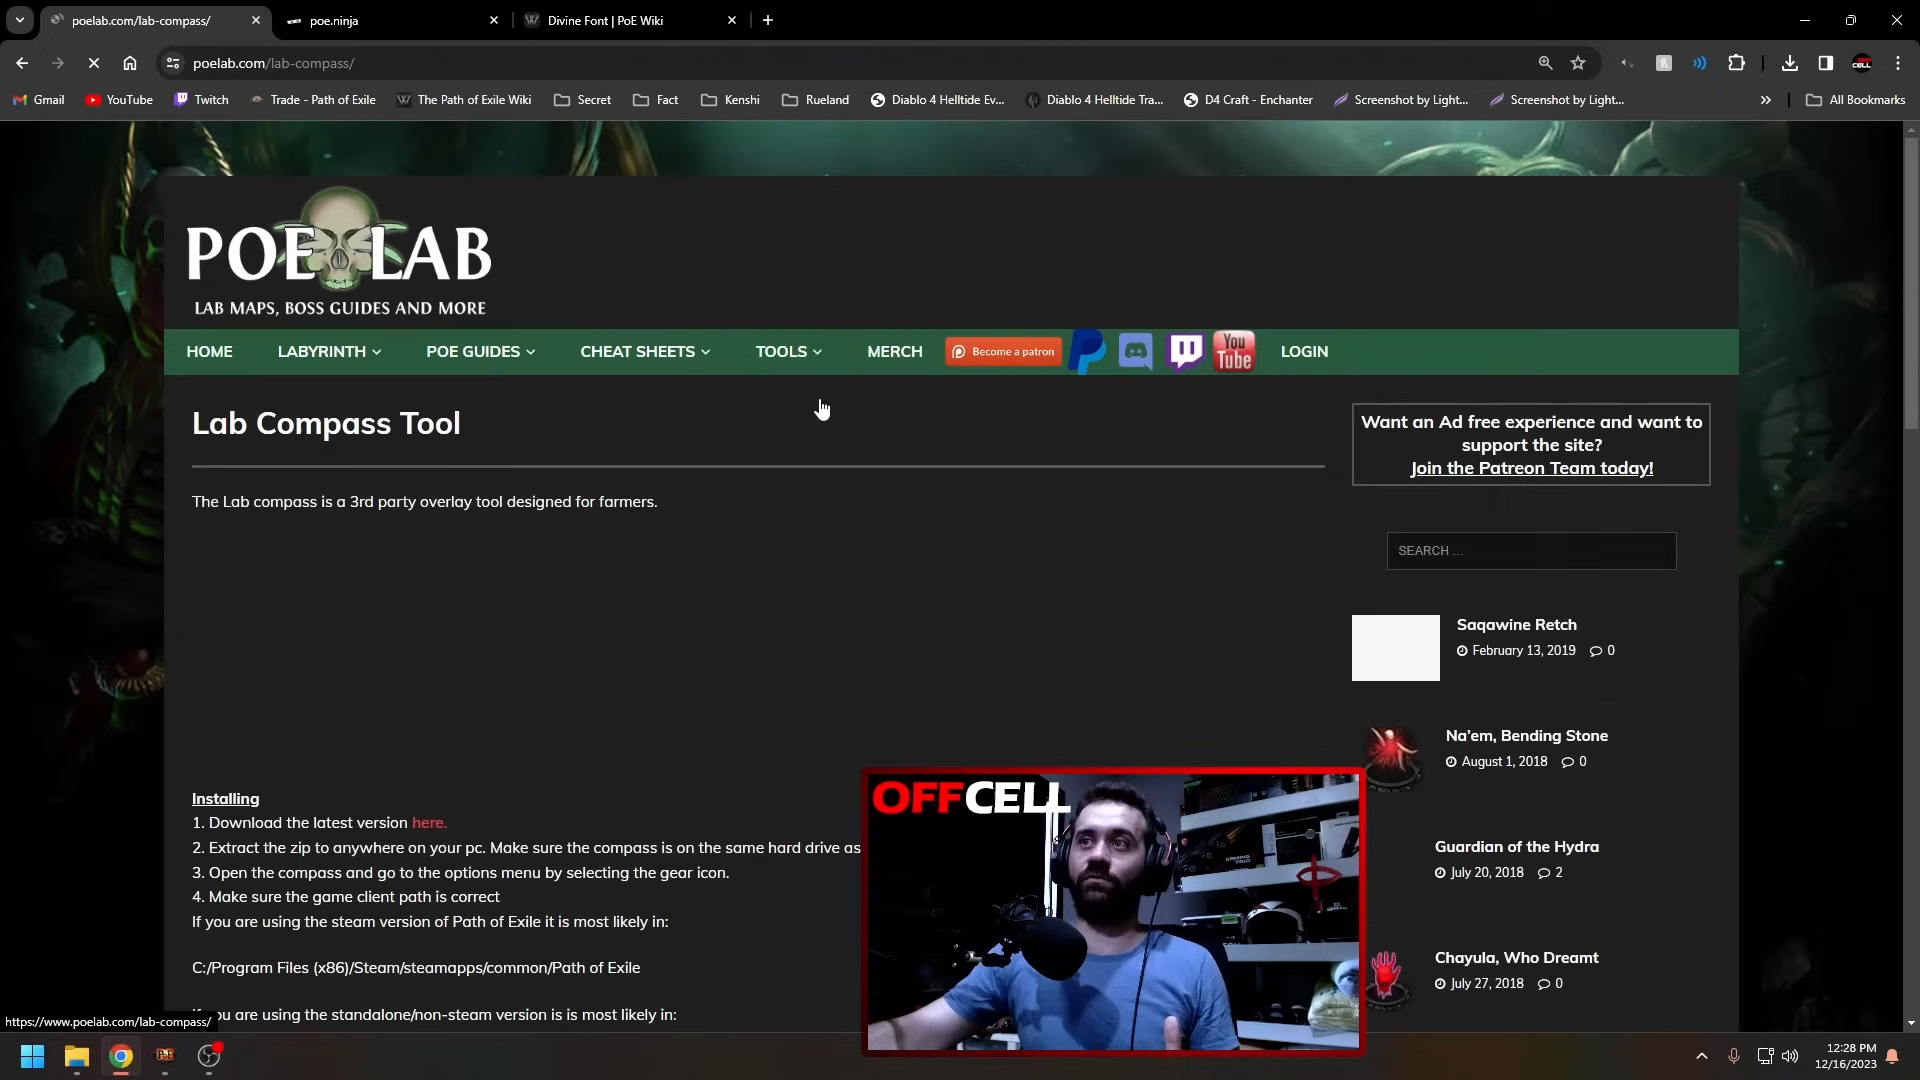 poelab.com/lab-compass/
poe.ninja
Divine Font | PoE Wiki
poelab.com/lab-compass/
CELL
Gmail
YouTube
Twitch
Trade - Path of Exile
The Path of Exile Wiki
Secret
Fact
Kenshi
Rueland
Diablo 4 Helltide Ev...
Diablo 4 Helltide Tra...
D4 Craft - Enchanter
Screenshot by Light...
Screenshot by Light...
All Bookmarks
POE LAB
LAB MAPS, BOSS GUIDES AND MORE
HOME
LABYRINTH
POE GUIDES
CHEAT SHEETS
TOOLS
MERCH
Become a patron
You Tube
LOGIN
Lab Compass Tool
The Lab compass is a 3rd party overlay tool designed for farmers.
Installing
1. Download the latest version here.
2. Extract the zip to anywhere on your pc. Make sure the compass is on the same hard drive as
3. Open the compass and go to the options menu by selecting the gear icon.
4. Make sure the game client path is correct
If you are using the steam version of Path of Exile it is most likely in:
C:/Program Files (x86)/Steam/steamapps/common/Path of Exile
you are using the standalone/non-steam version is is most likely in:
Want an Ad free experience and want to
support the site?
Join the Patreon Team today!
SEARCH ...
Saqawine Retch
February 13, 2019 0
Na'em, Bending Stone
August 1, 2018 0
Guardian of the Hydra
July 20, 2018 2
Chayula, Who Dreamt
July 27, 2018 0
OFFCELL
https://www.poelab.com/lab-compass/
PoE
12:28 PM
12/16/2023